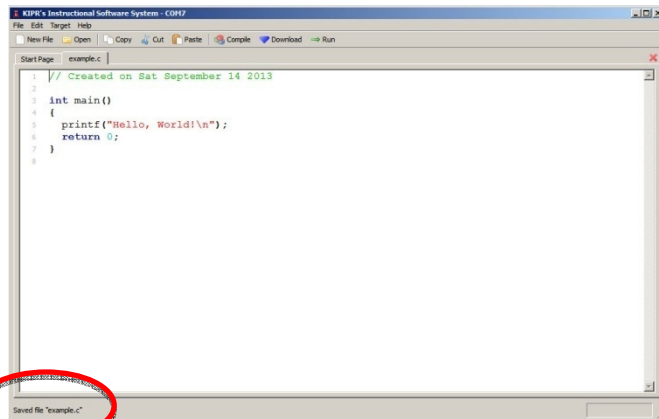 KIPR's Instructional Software System - COM7
File Edit Target Help
New File Open Copy Cut Paste Compile Download Run
Start Page example.c
1 // Created on Sat September 14 2013
2
3 int main()
4 {
5 printf("Hello, World!\n");
6 return 0;
7 }
8
Saved file "example.c"